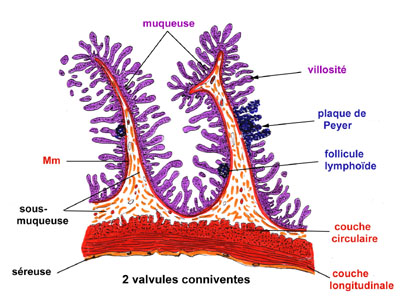 muqueuse
villosité
plaque de
Peyer
follicule
lymphoïde
Mm
sous-
muqueuse
couche
circulaire
séreuse
2 valvules conniventes
couche
longitudinale